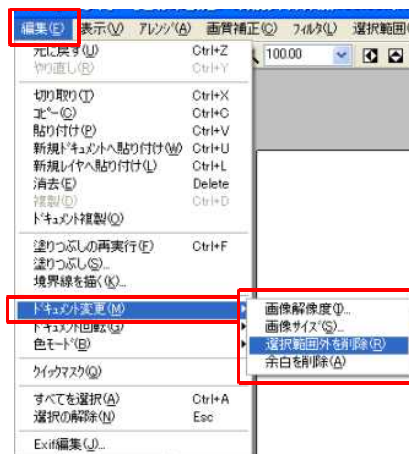 編集(E) 表示(V) ｱﾚﾝｼﾞ(A) 画質補正(C) ﾌｨﾙﾀ(L) 選択範囲(
元に戻す(U) Ctrl+Z
やり直し(R) Ctrl+Y
100.00
切り取り(T) Ctrl+X
ｺﾋﾟｰ(C) Ctrl+C
貼り付け(P) Ctrl+V
新規ﾄﾞｷｭﾒﾝﾄへ貼り付け(W) Ctrl+U
新規ﾚｲﾔへ貼り付け(L) Ctrl+L
消去(E) Delete
複製(D) Ctrl+D
ﾄﾞｷｭﾒﾝﾄ複製(O)
塗りつぶしの再実行(F) Ctrl+F
塗りつぶし(S)...
境界線を描く(K)...
ﾄﾞｷｭﾒﾝﾄ変更(M)
画像解像度(I)...
ﾄﾞｷｭﾒﾝﾄ回転(G)
画像ｻｲｽﾞ(S)...
色ﾓｰﾄﾞ(B)
選択範囲外を削除(R)
余白を削除(A)
ｸｲｯｸﾏｽｸ(Q)
すべてを選択(A) Ctrl+A
選択の解除(N) Esc
Exif編集(J)...